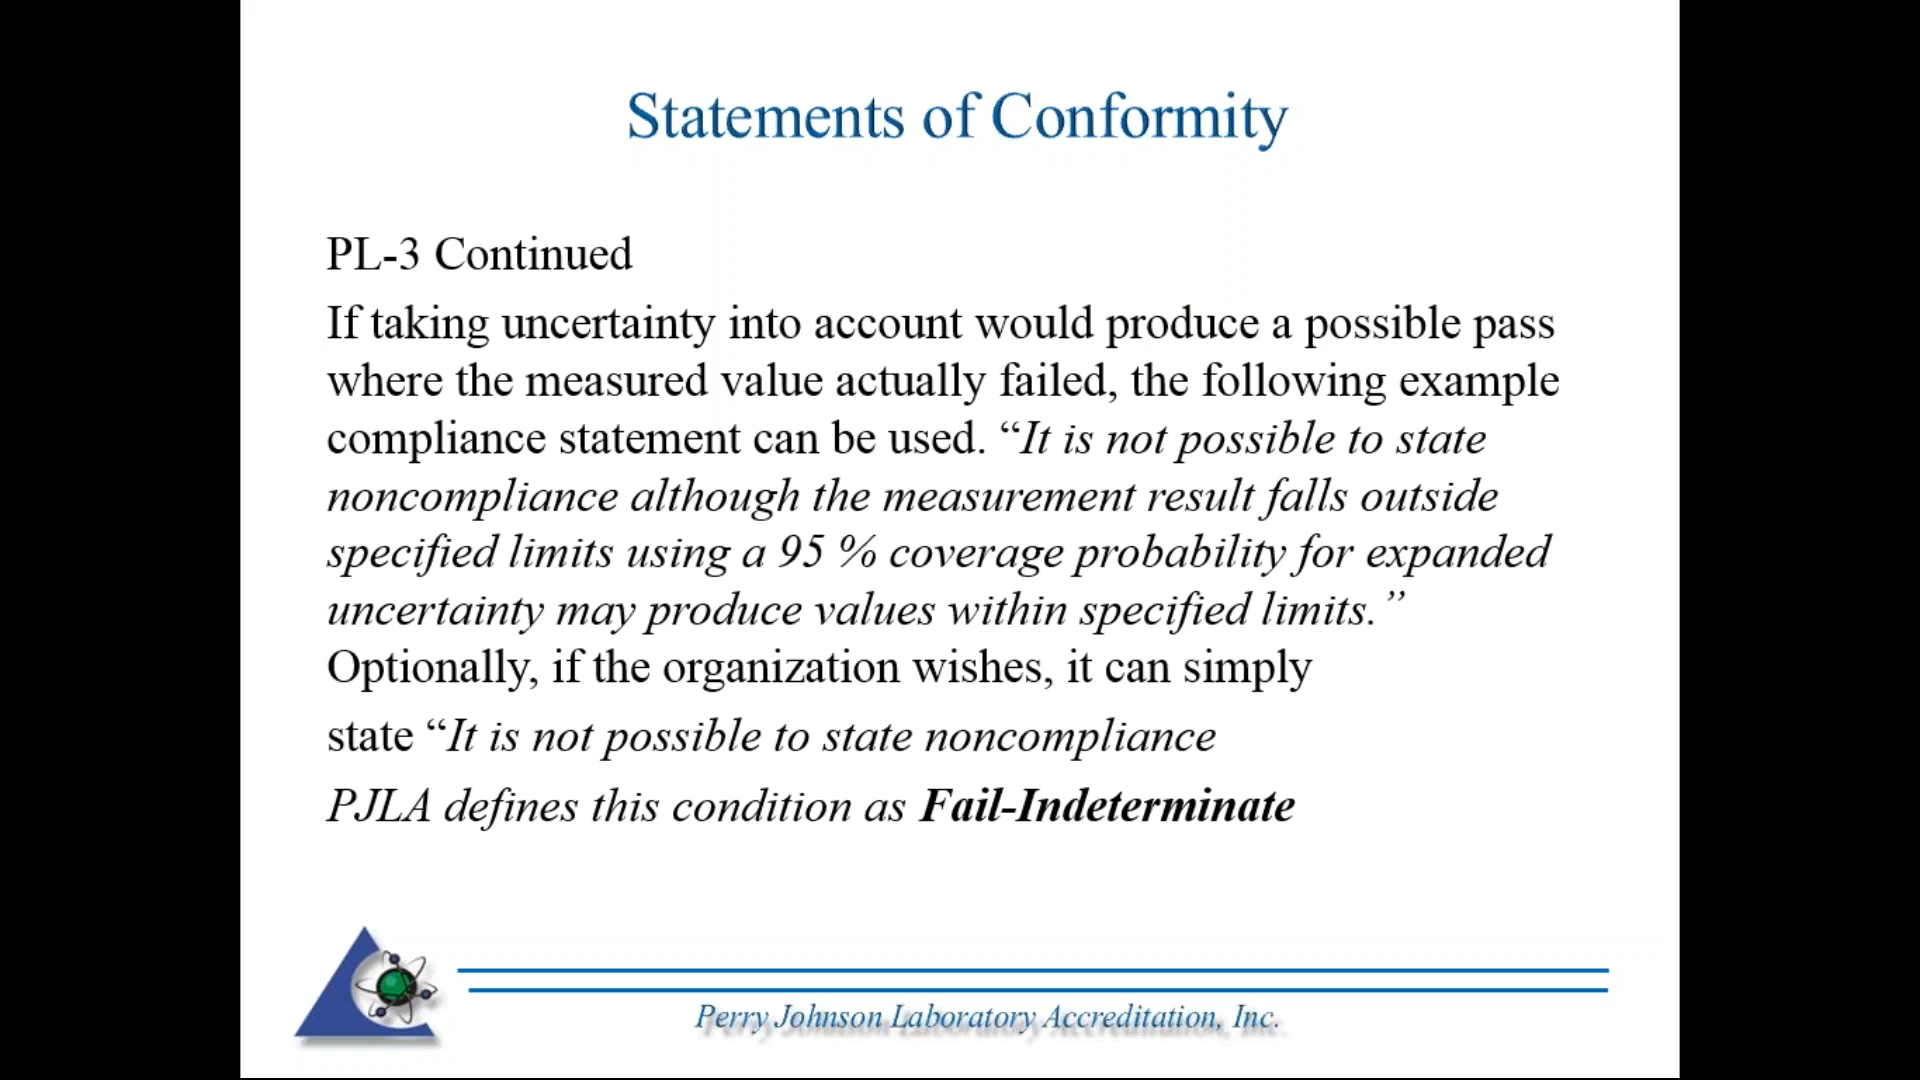 Statements of Conformity
PL-3 Continued
If taking uncertainty into account would produce a possible pass
where the measured value actually failed, the following example
compliance statement can be used. “It is not possible to state
noncompliance although the measurement result falls outside
specified limits using a 95 % coverage probability for expanded
uncertainty may produce values within specified limits.”
Optionally, if the organization wishes, it can simply
state “It is not possible to state noncompliance
PJLA defines this condition as Fail-Indeterminate
Perry Johnson Laboratory Accreditation, Inc.